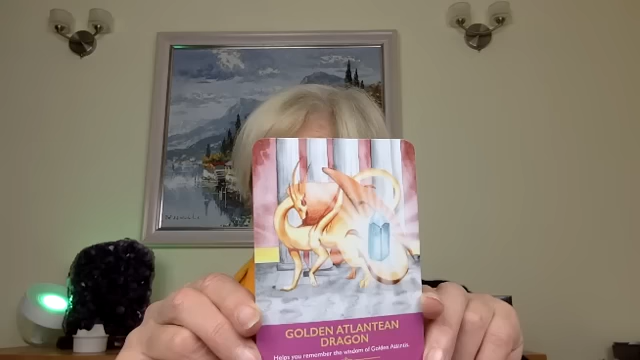 GOLDEN ATLANTEAN
DRAGON
Helps you remember the wisdom of Golden Atlantis.